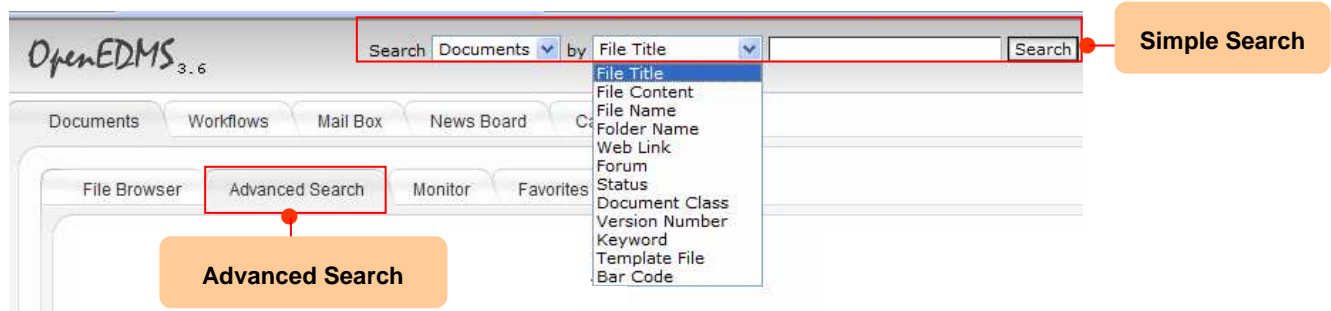 OpenEDMS 3.6
Search Documents by File Title Search
Simple Search
File Title
File Content
File Name
Folder Name
Web Link
Forum
Status
Document Class
Version Number
Keyword
Template File
Bar Code
Documents Workflows Mail Box News Board
File Browser Advanced Search Monitor Favorites
Advanced Search